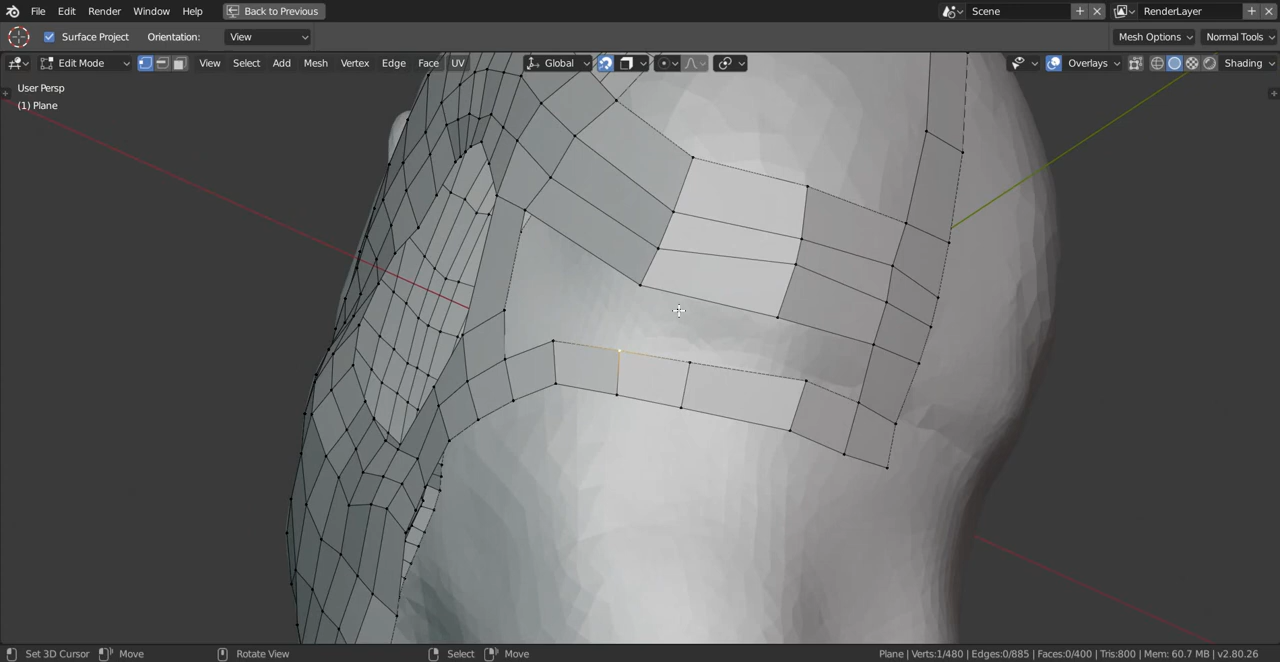 File Edit Render Window Help Back to Previous Scene RenderLayer
Surface Project Orientation: View Mesh Options Normal Tools
Edit Mode View Select Add Mesh Vertex Edge Face UV Global Overlays Shading
User Persp
(1) Plane
Set 3D Cursor Move Rotate View Select Move Plane | Verts:1/480 | Edges:0/885 | Faces:0/400 | Tris:800 | Mem: 60.7 MB | v2.80.26